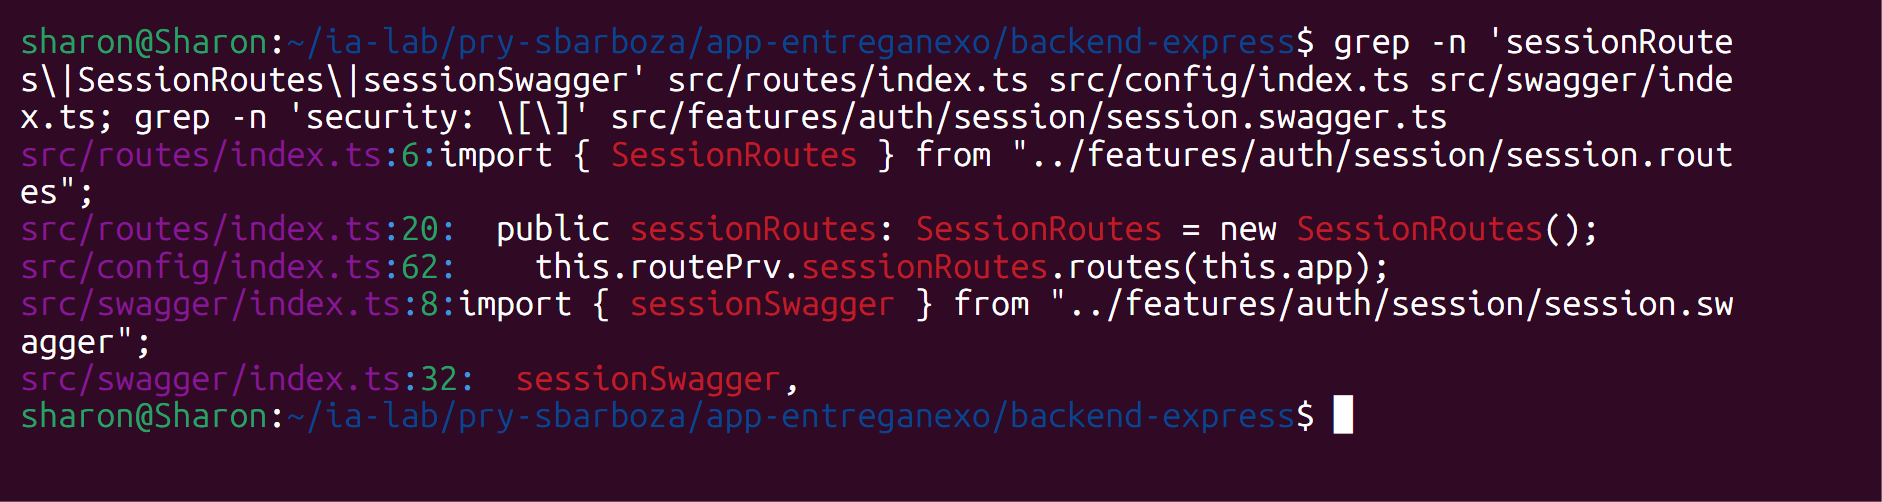 sharon@Sharon:~/ia-lab/pry-sbarboza/app-entreganexo/backend-express$ grep -n 'sessionRoute
s\|SessionRoutes\|sessionSwagger' src/routes/index.ts src/config/index.ts src/swagger/inde
x.ts; grep -n 'security: \[\]' src/features/auth/session/session.swagger.ts
src/routes/index.ts:6:import { SessionRoutes } from "../features/auth/session/session.rout
es";
src/routes/index.ts:20:  public sessionRoutes: SessionRoutes = new SessionRoutes();
src/config/index.ts:62:    this.routePrv.sessionRoutes.routes(this.app);
src/swagger/index.ts:8:import { sessionSwagger } from "../features/auth/session/session.sw
agger";
src/swagger/index.ts:32:  sessionSwagger,
sharon@Sharon:~/ia-lab/pry-sbarboza/app-entreganexo/backend-express$